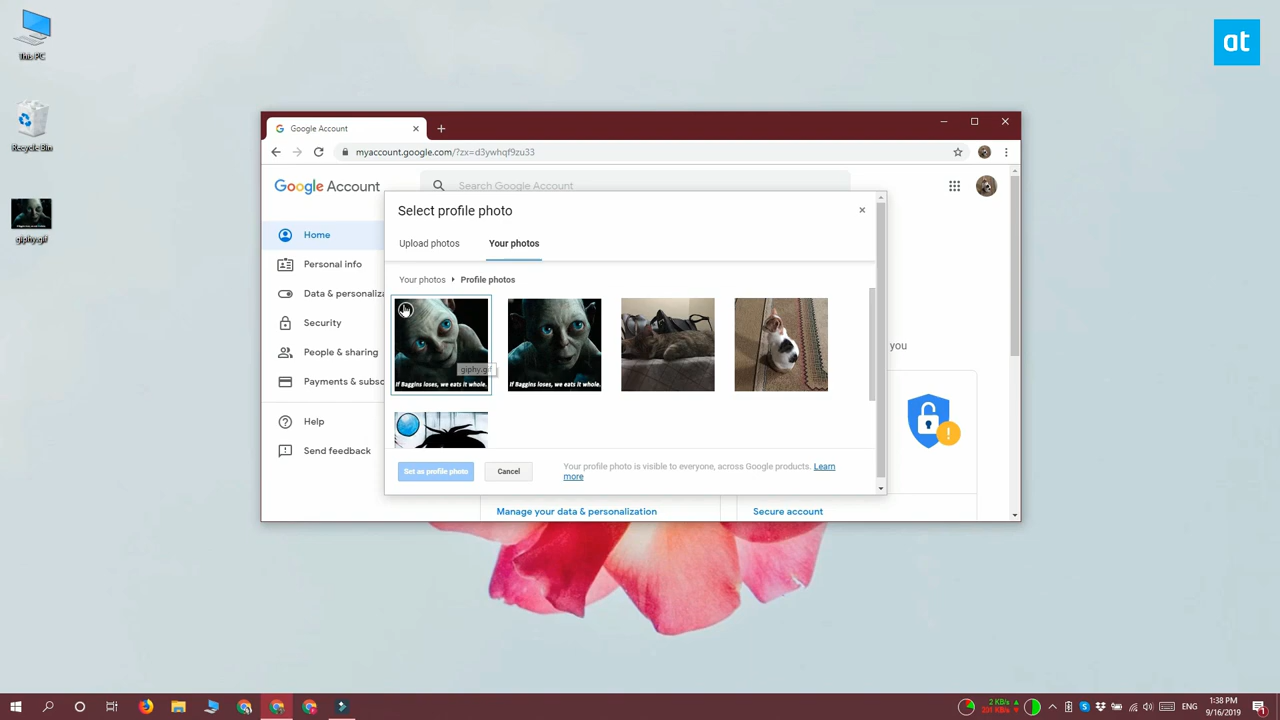 This PC
Recycle Bin
giphy.gif
at
Google Account
myaccount.google.com/?zx=d3ywhqf9zu33
Google Account
Search Google Account
Home
Personal info
Data & personaliza
Security
People & sharing
Payments & subsc
Help
Send feedback
Select profile photo
Upload photos
Your photos
Your photos
Profile photos
If Baggins loses, we eats it whole.
giphy.gif
If Baggins loses, we eats it whole.
Set as profile photo
Cancel
Your profile photo is visible to everyone, across Google products. Learn
more
you
Manage your data & personalization
Secure account
2 KB/s
201 KB/s
ENG
1:38 PM
9/16/2019